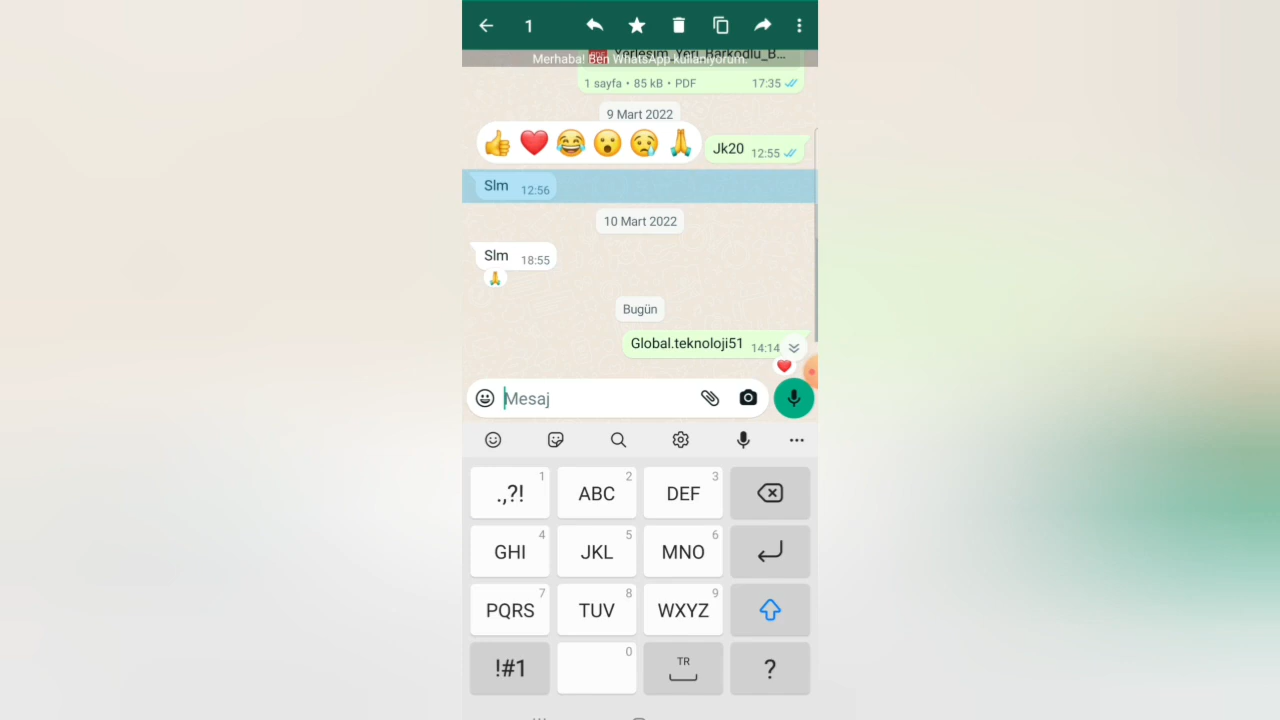 1
Yerlesim_Yeri_Barkodlu_B...
Merhaba! Ben WhatsApp kullanıyorum.
1 sayfa • 85 kB • PDF 17:35
9 Mart 2022
Jk20 12:55
Slm 12:56
10 Mart 2022
Slm 18:55
Bugün
Global.teknoloji51 14:14
Mesaj
.,?! 1 ABC 2 DEF 3
GHI 4 JKL 5 MNO 6
PQRS 7 TUV 8 WXYZ 9
!#1 0 TR ?